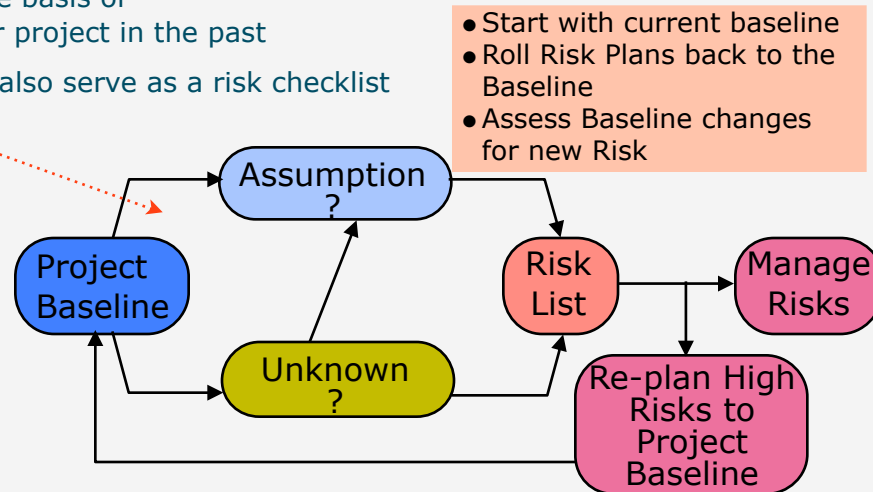 e basis of
r project in the past
also serve as a risk checklist
● Start with current baseline
● Roll Risk Plans back to the
Baseline
● Assess Baseline changes
for new Risk
Assumption
?
Project
Baseline
Risk
List
Manage
Risks
Unknown
?
Re-plan High
Risks to
Project
Baseline